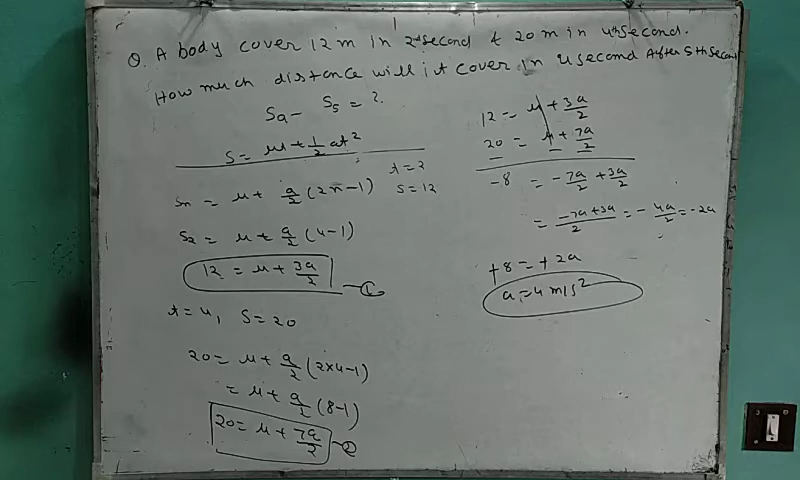 Q. A body cover 12 m in 2nd second & 20 m in 4th second.
How much distance will it cover in 4 second After 5th second
S9 - S5 = ?
S = ut + 1/2 at²
Sn = u + a/2 (2n-1)
t = 2
S = 12
S2 = u + a/2 (4-1)
12 = u + 3a/2 —①
t = 4, S = 20
20 = u + a/2 (2×4-1)
= u + a/2 (8-1)
20 = u + 7a/2 —②
12 = u + 3a/2
20 = u + 7a/2
- - -
-8 = -7a/2 + 3a/2
= -7a+3a/2 = -4a/2 = -2a
+8 = +2a
a = 4 m/s²